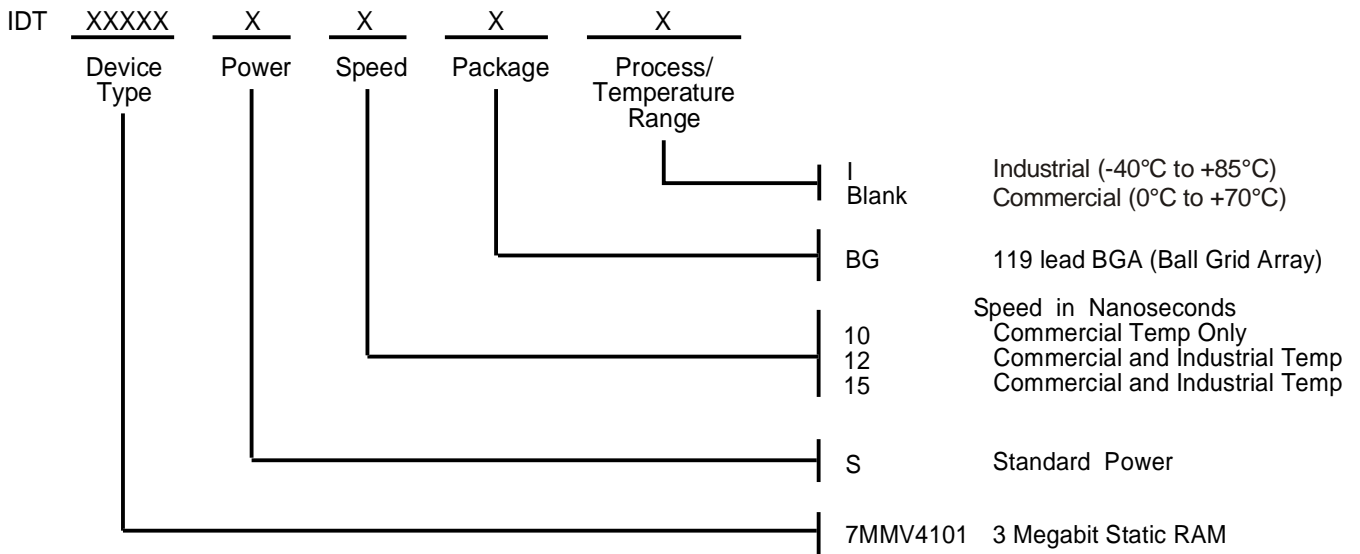 IDT XXXXX X X X X
Device Type Power Speed Package Process/ Temperature Range
I Industrial (-40°C to +85°C)
Blank Commercial (0°C to +70°C)
BG 119 lead BGA (Ball Grid Array)
Speed in Nanoseconds
10 Commercial Temp Only
12 Commercial and Industrial Temp
15 Commercial and Industrial Temp
S Standard Power
7MMV4101 3 Megabit Static RAM